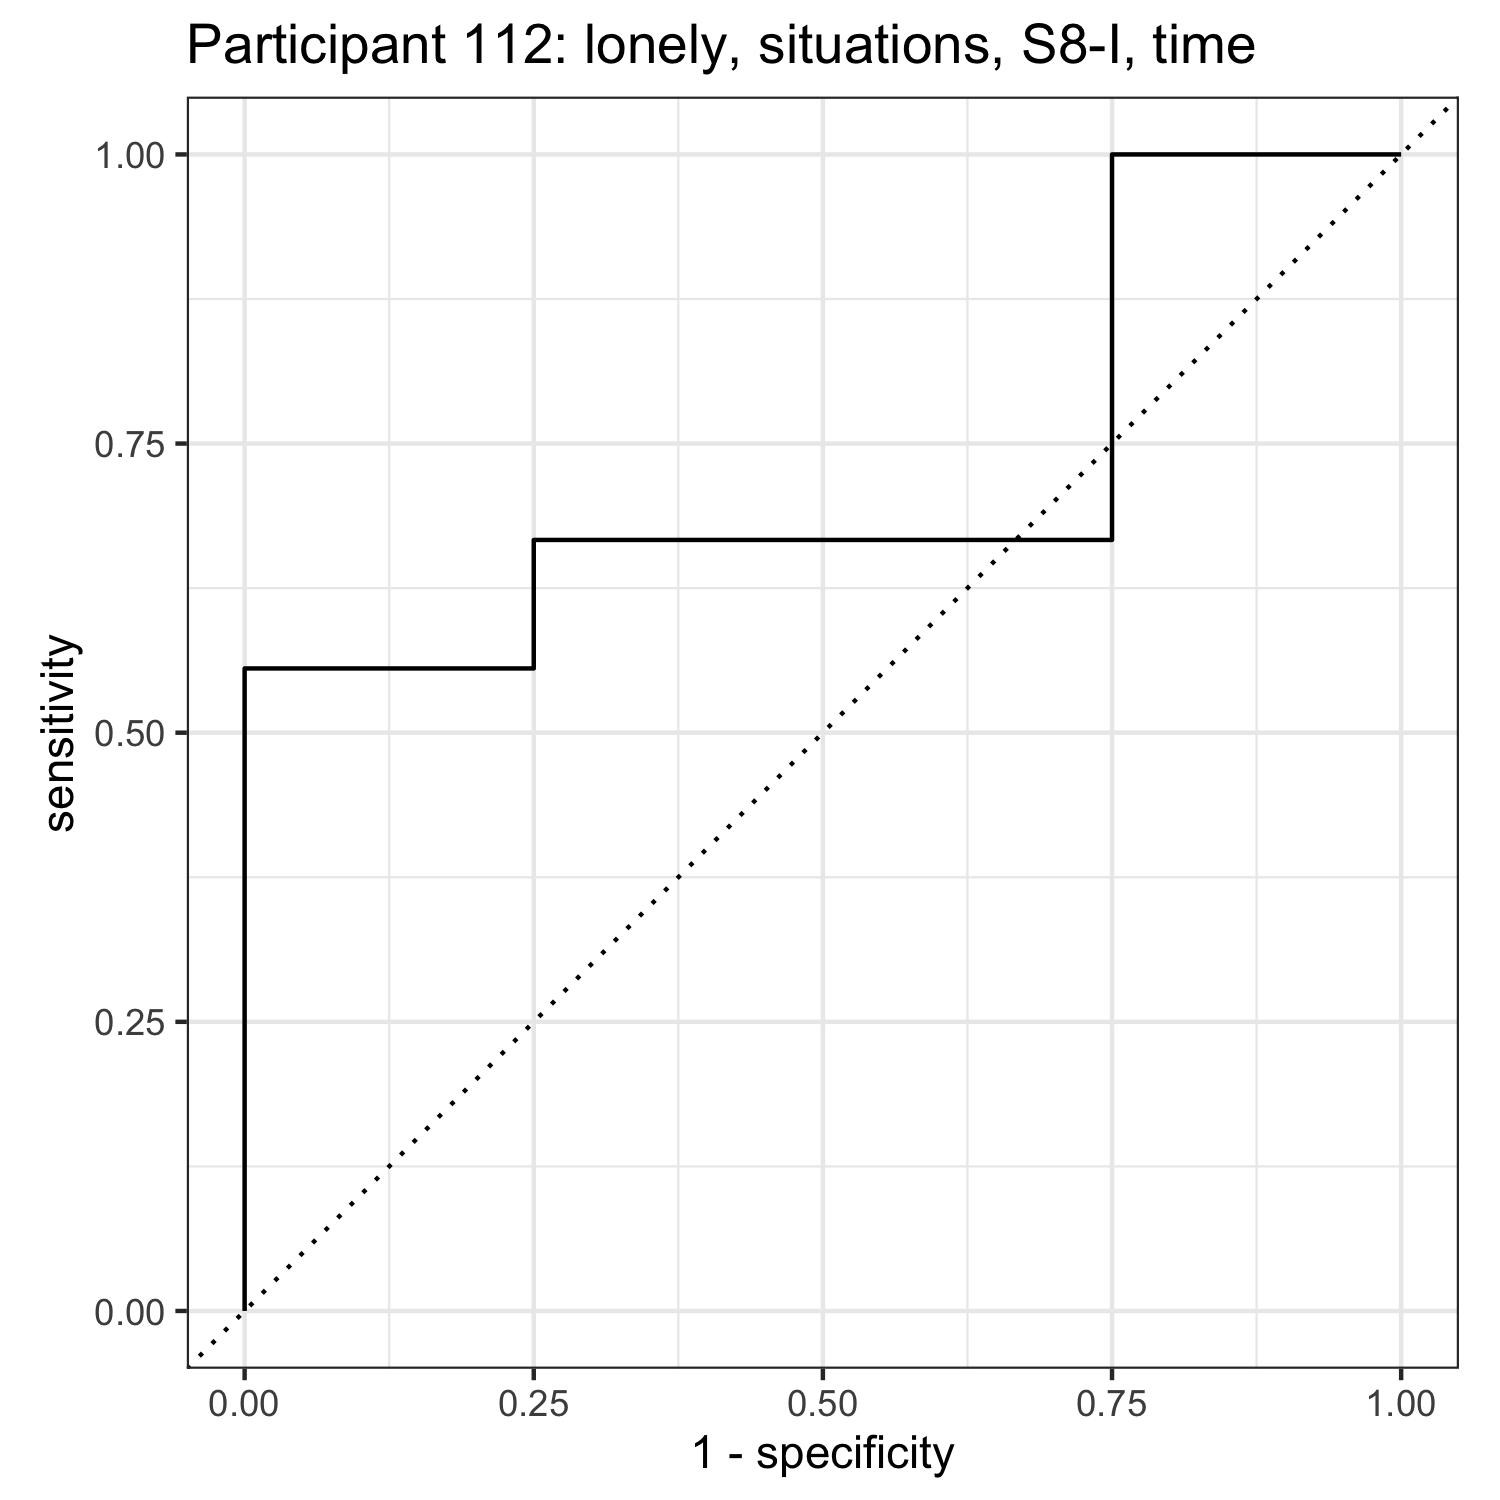 Participant 112: lonely, situations, S8-I, time
sensitivity
1.00
0.75
0.50
0.25
0.00
0.00 0.25 0.50 0.75 1.00
1 - specificity